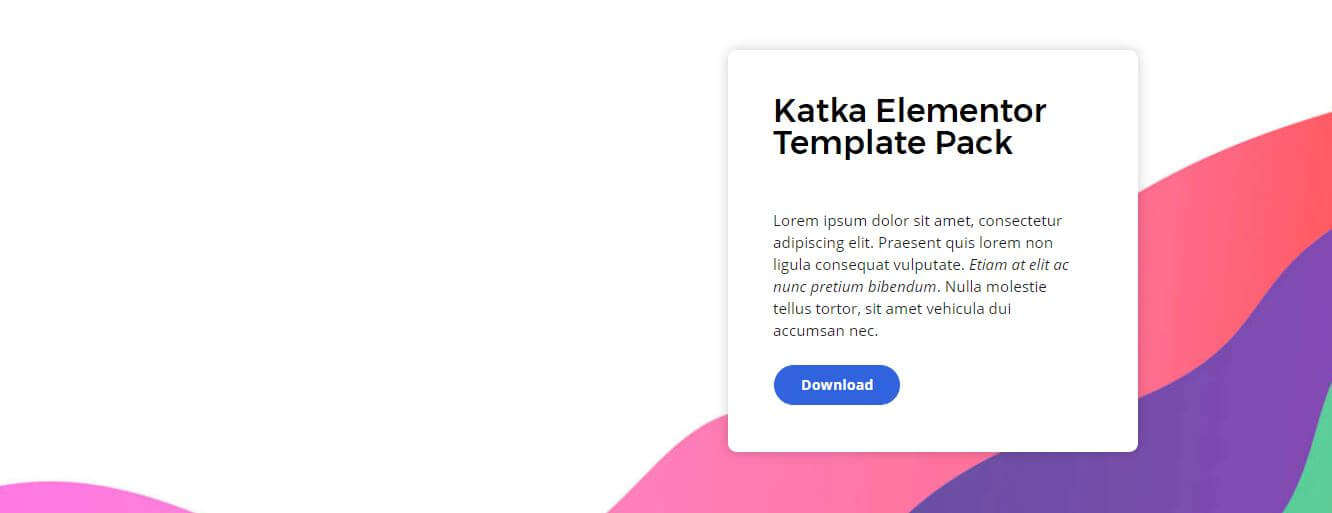 Katka Elementor
Template Pack
Lorem ipsum dolor sit amet, consectetur
adipiscing elit. Praesent quis lorem non
ligula consequat vulputate. Etiam at elit ac
nunc pretium bibendum. Nulla molestie
tellus tortor, sit amet vehicula dui
accumsan nec.
Download